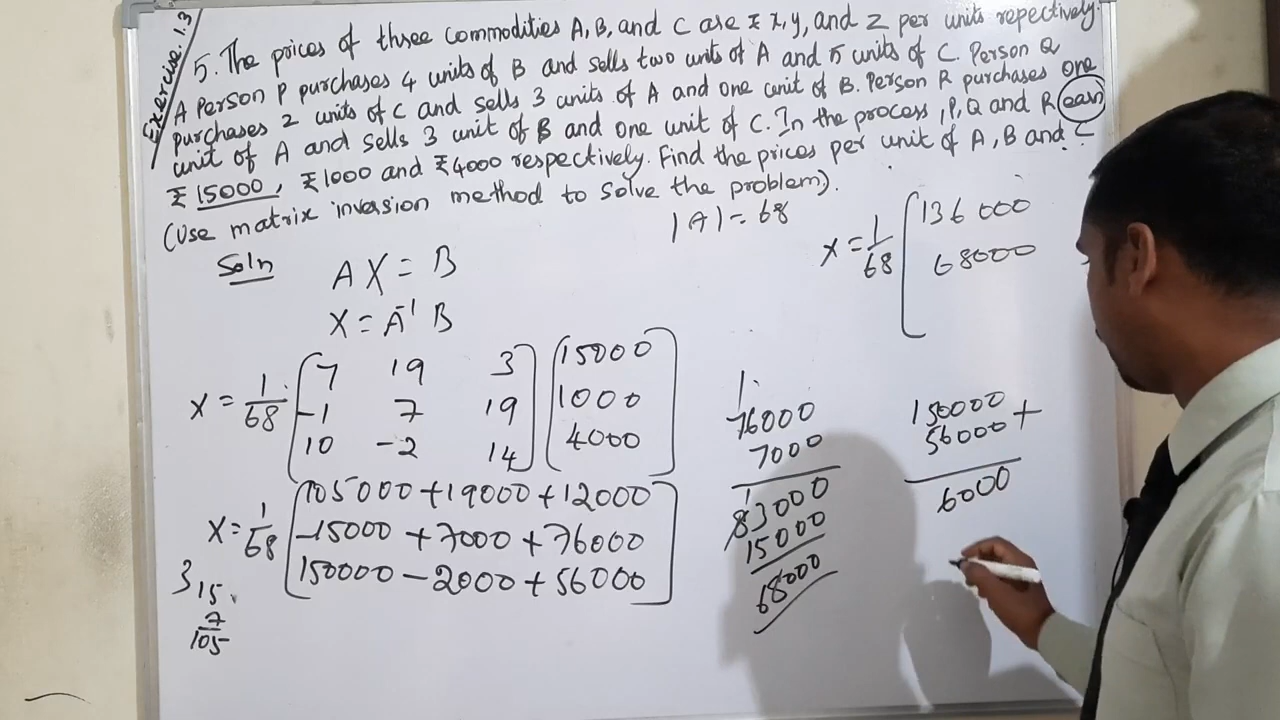 Exercise. 1.3
5. The prices of three commodities A, B, and C are ₹ x, y, and z per units repectively.
A Person P purchases 4 units of B and sells two units of A and 5 units of C. Person Q
purchases 2 units of C and sells 3 units of A and one unit of B. Person R purchases one
unit of A and sells 3 unit of B and one unit of C. In the process, P, Q and R earn
₹ 15000, ₹1000 and ₹4000 respectively. Find the prices per unit of A, B and C
(Use matrix inversion method to solve the problem).
|A| = 68
Soln
AX = B
X = A⁻¹ B
X = 1/68 [ 7 19 3 ] [ 15000 ]
-1 7 19 1000
10 -2 14 4000
X = 1/68 [ 105000 + 19000 + 12000 ]
-15000 + 7000 + 76000
150000 - 2000 + 56000
3 15
7
105
1
76000
7000
1
83000
15000
68000
X = 1/68 [ 136000
68000
150000 +
56000
6000